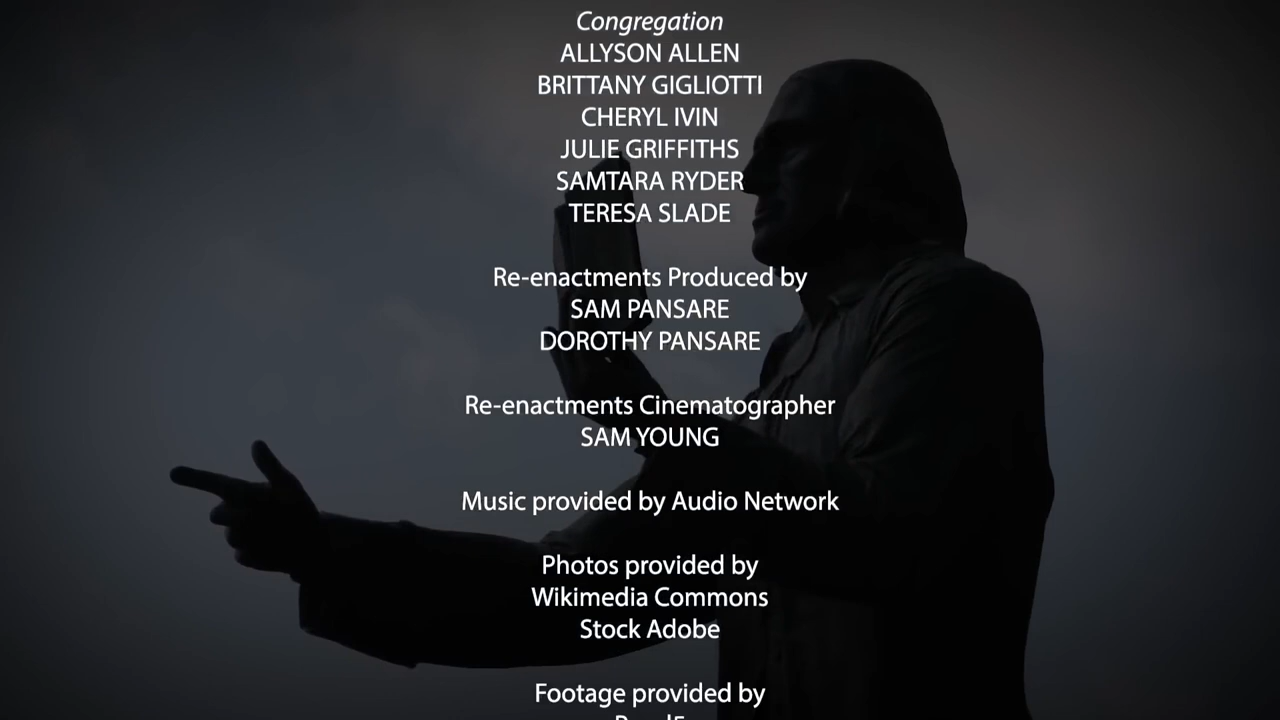 Congregation
ALLYSON ALLEN
BRITTANY GIGLIOTTI
CHERYL IVIN
JULIE GRIFFITHS
SAMTARA RYDER
TERESA SLADE
Re-enactments Produced by
SAM PANSARE
DOROTHY PANSARE
Re-enactments Cinematographer
SAM YOUNG
Music provided by Audio Network
Photos provided by
Wikimedia Commons
Stock Adobe
Footage provided by